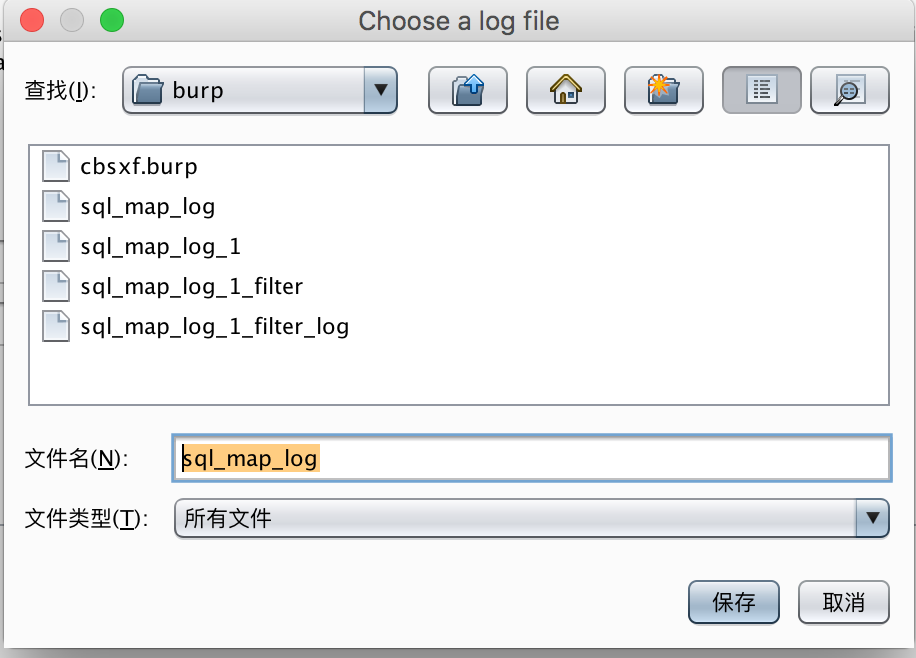 Choose a log file
查找(I): burp
cbsxf.burp
sql_map_log
sql_map_log_1
sql_map_log_1_filter
sql_map_log_1_filter_log
文件名(N): sql_map_log
文件类型(T): 所有文件
保存 取消